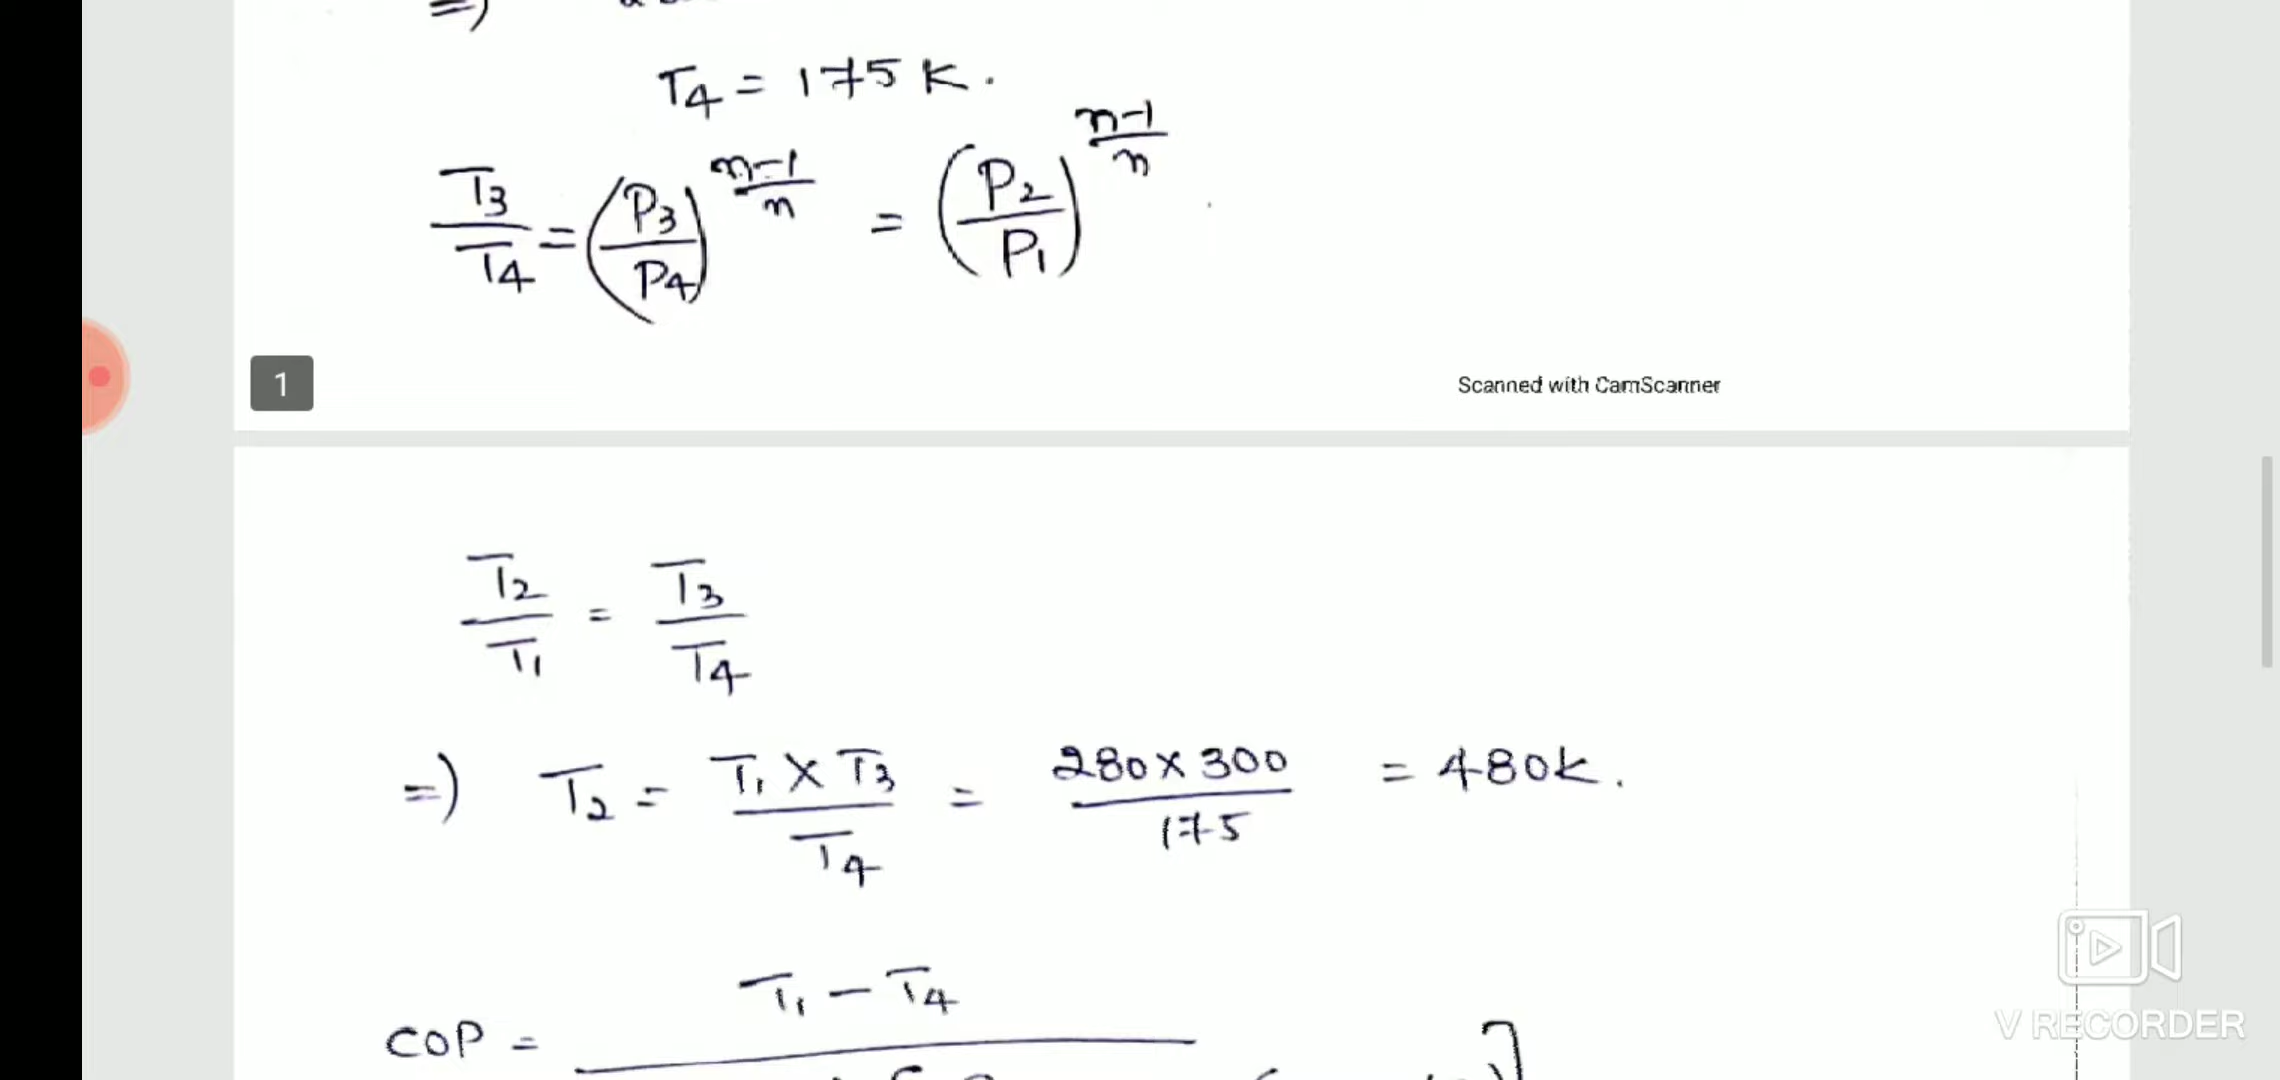 =)
T4 = 175 K.
T3/T4 = (P3/P4)^(n-1/n) = (P2/P1)^(n-1/n)
1
Scanned with CamScanner
T2/T1 = T3/T4
=) T2 = T1 X T3/T4 = 280 X 300/175 = 480K.
COP = T1 - T4
V RECORDER